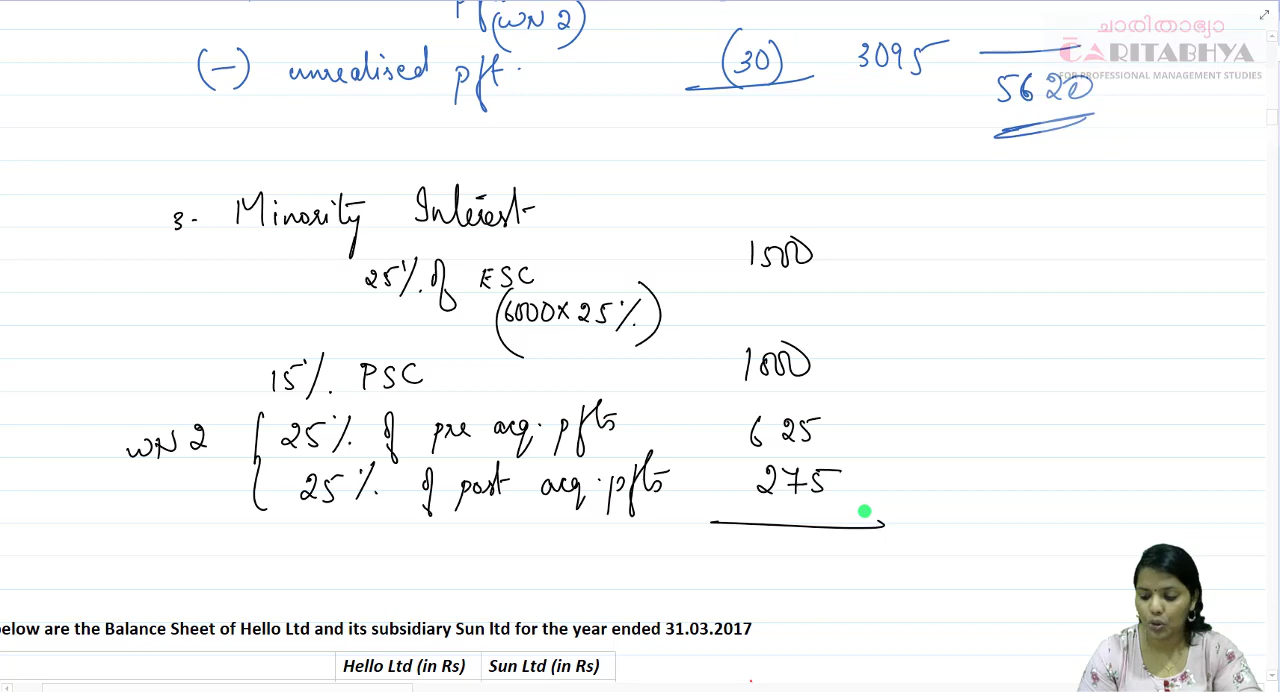 pf (WN 2)
(-) unrealised pft. (30) 3095
5620
ചാരിതാഭ്യാ
CARITABHYA
FOR PROFESSIONAL MANAGEMENT STUDIES
3. Minority Interest
25% of ESC 1500
(6000 x 25%)
15% PSC 1000
WN 2 25% of pre acq. pfts 625
25% of post acq. pfts 275
below are the Balance Sheet of Hello Ltd and its subsidiary Sun ltd for the year ended 31.03.2017
Hello Ltd (in Rs) Sun Ltd (in Rs)